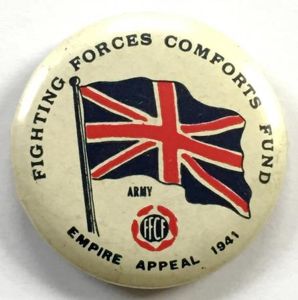 FIGHTING FORCES COMFORTS FUND
ARMY
FFCF
EMPIRE APPEAL 1941